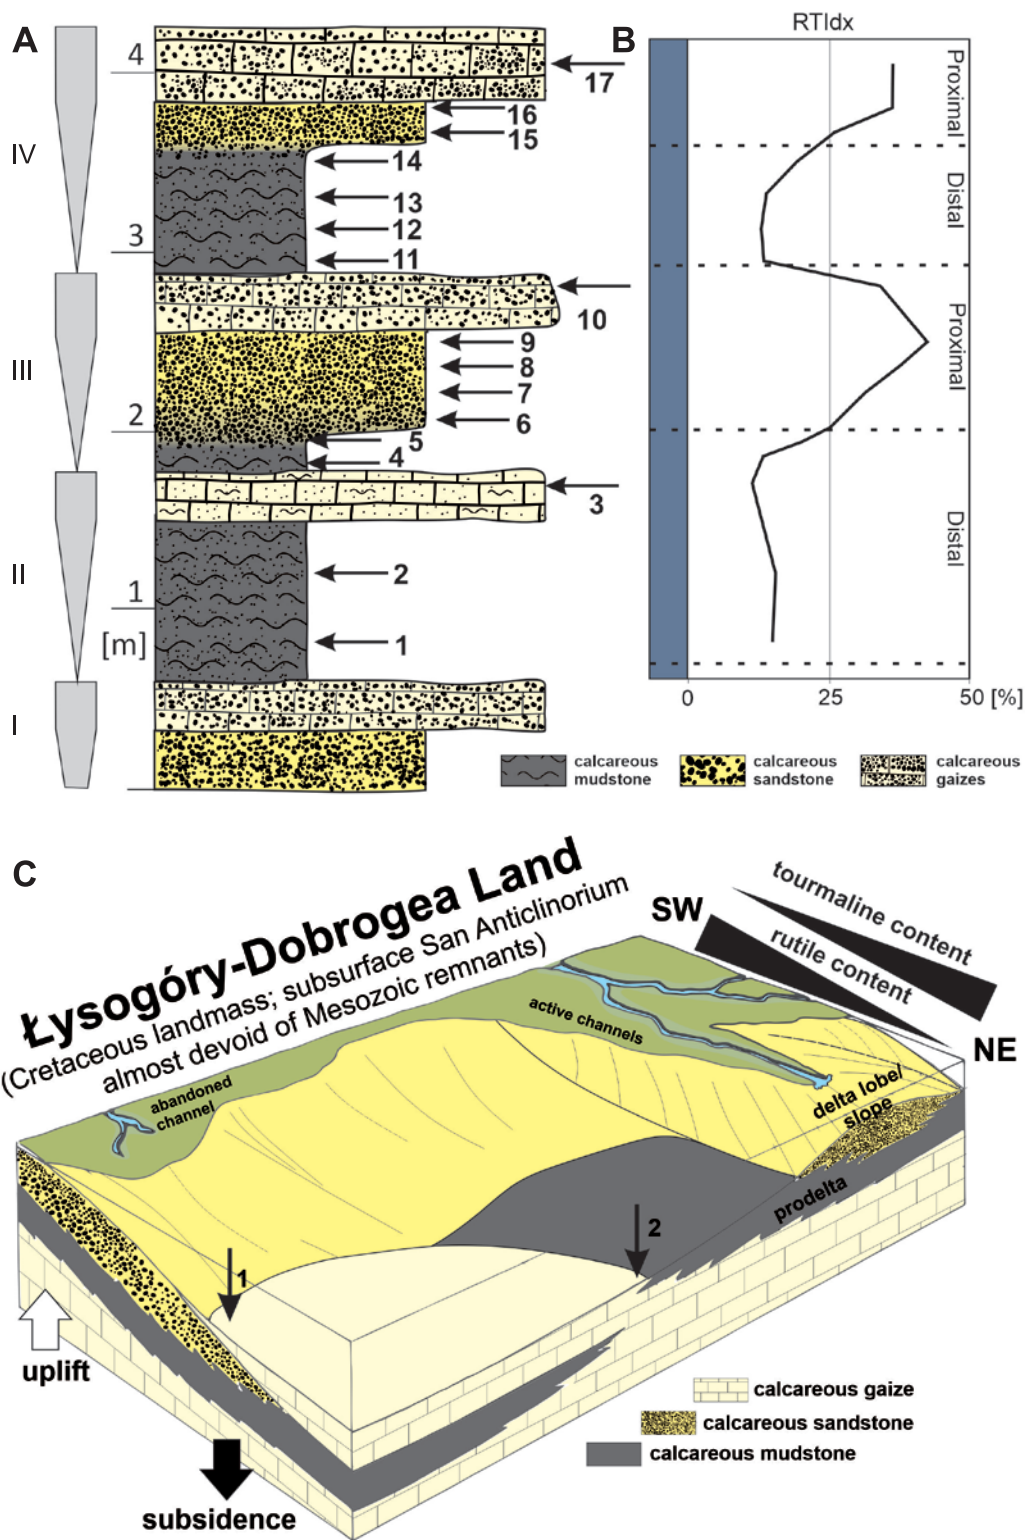 A
B
RTIdx
4
17
16
15
IV
14
13
12
3
11
10
9
III
8
7
2
6
5
4
3
II
2
1
1
[m]
I
Proximal
Distal
Proximal
Distal
0
25
50 [%]
calcareous
mudstone
calcareous
sandstone
calcareous
gaizes
C
Łysogóry-Dobrogea Land
(Cretaceous landmass; subsurface San Anticlinorium
almost devoid of Mesozoic remnants)
SW
tourmaline content
rutile content
NE
active channels
abandoned
channel
delta lobe/
slope
prodelta
1
2
uplift
subsidence
calcareous gaize
calcareous sandstone
calcareous mudstone